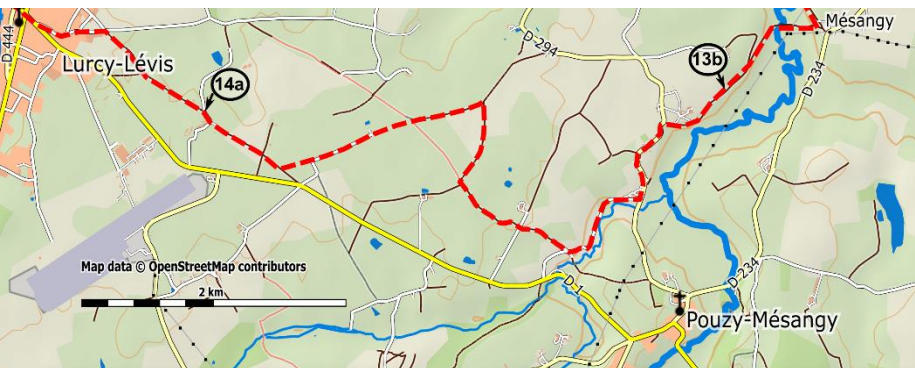 Mésangy
D-444
D-294
Lurcy-Lévis
13b
14a
D-234
Map data © OpenStreetMap contributors
2 km
D-234
D-1
Pouzy-Mésangy